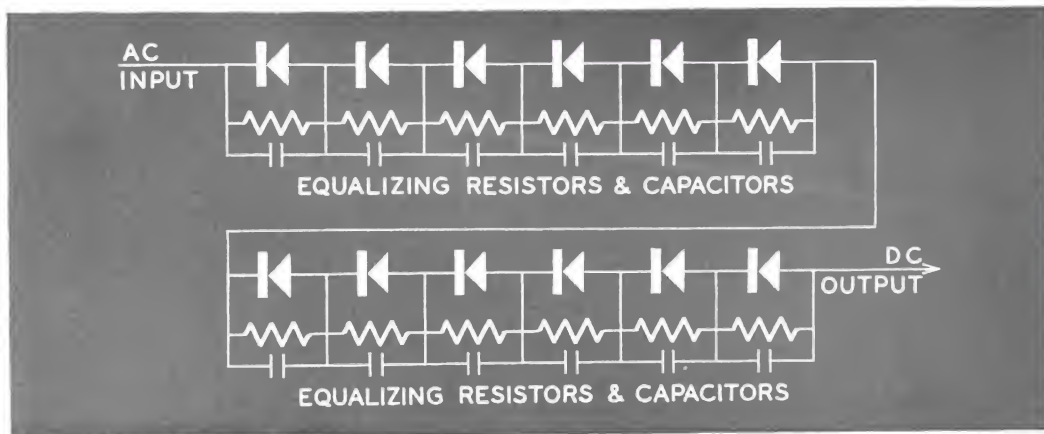 AC
INPUT
EQUALIZING RESISTORS & CAPACITORS
DC
OUTPUT
EQUALIZING RESISTORS & CAPACITORS